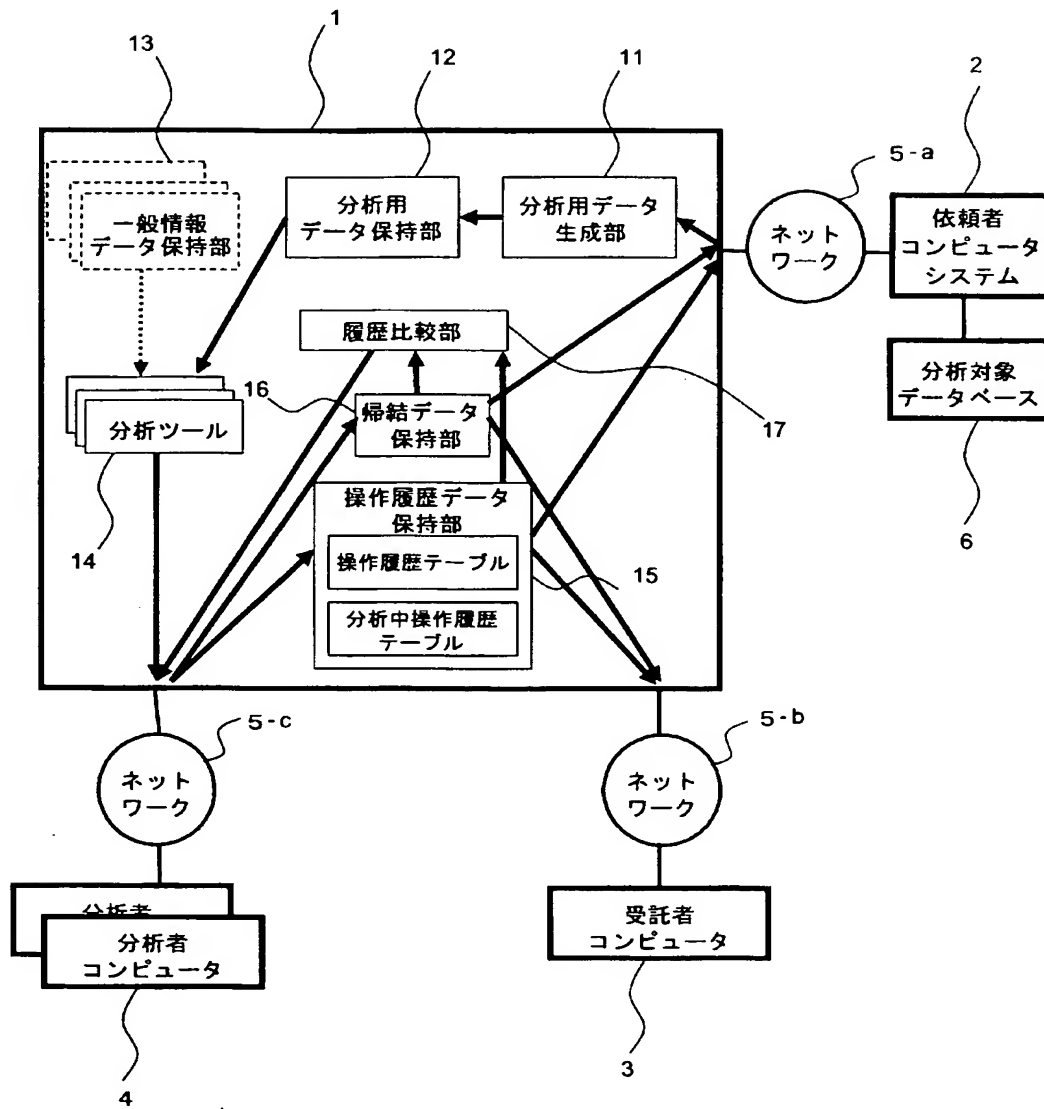 1
13
12
11
2
5-a
一般情報
データ保持部
分析用
データ保持部
分析用データ
生成部
ネット
ワーク
依頼者
コンピュータ
システム
履歴比較部
分析対象
データベース
16
帰結データ
保持部
17
分析ツール
14
操作履歴データ
保持部
操作履歴テーブル
15
分析中操作履歴
テーブル
6
5-c
5-b
ネット
ワーク
ネット
ワーク
分析者
分析者
コンピュータ
受託者
コンピュータ
4
3